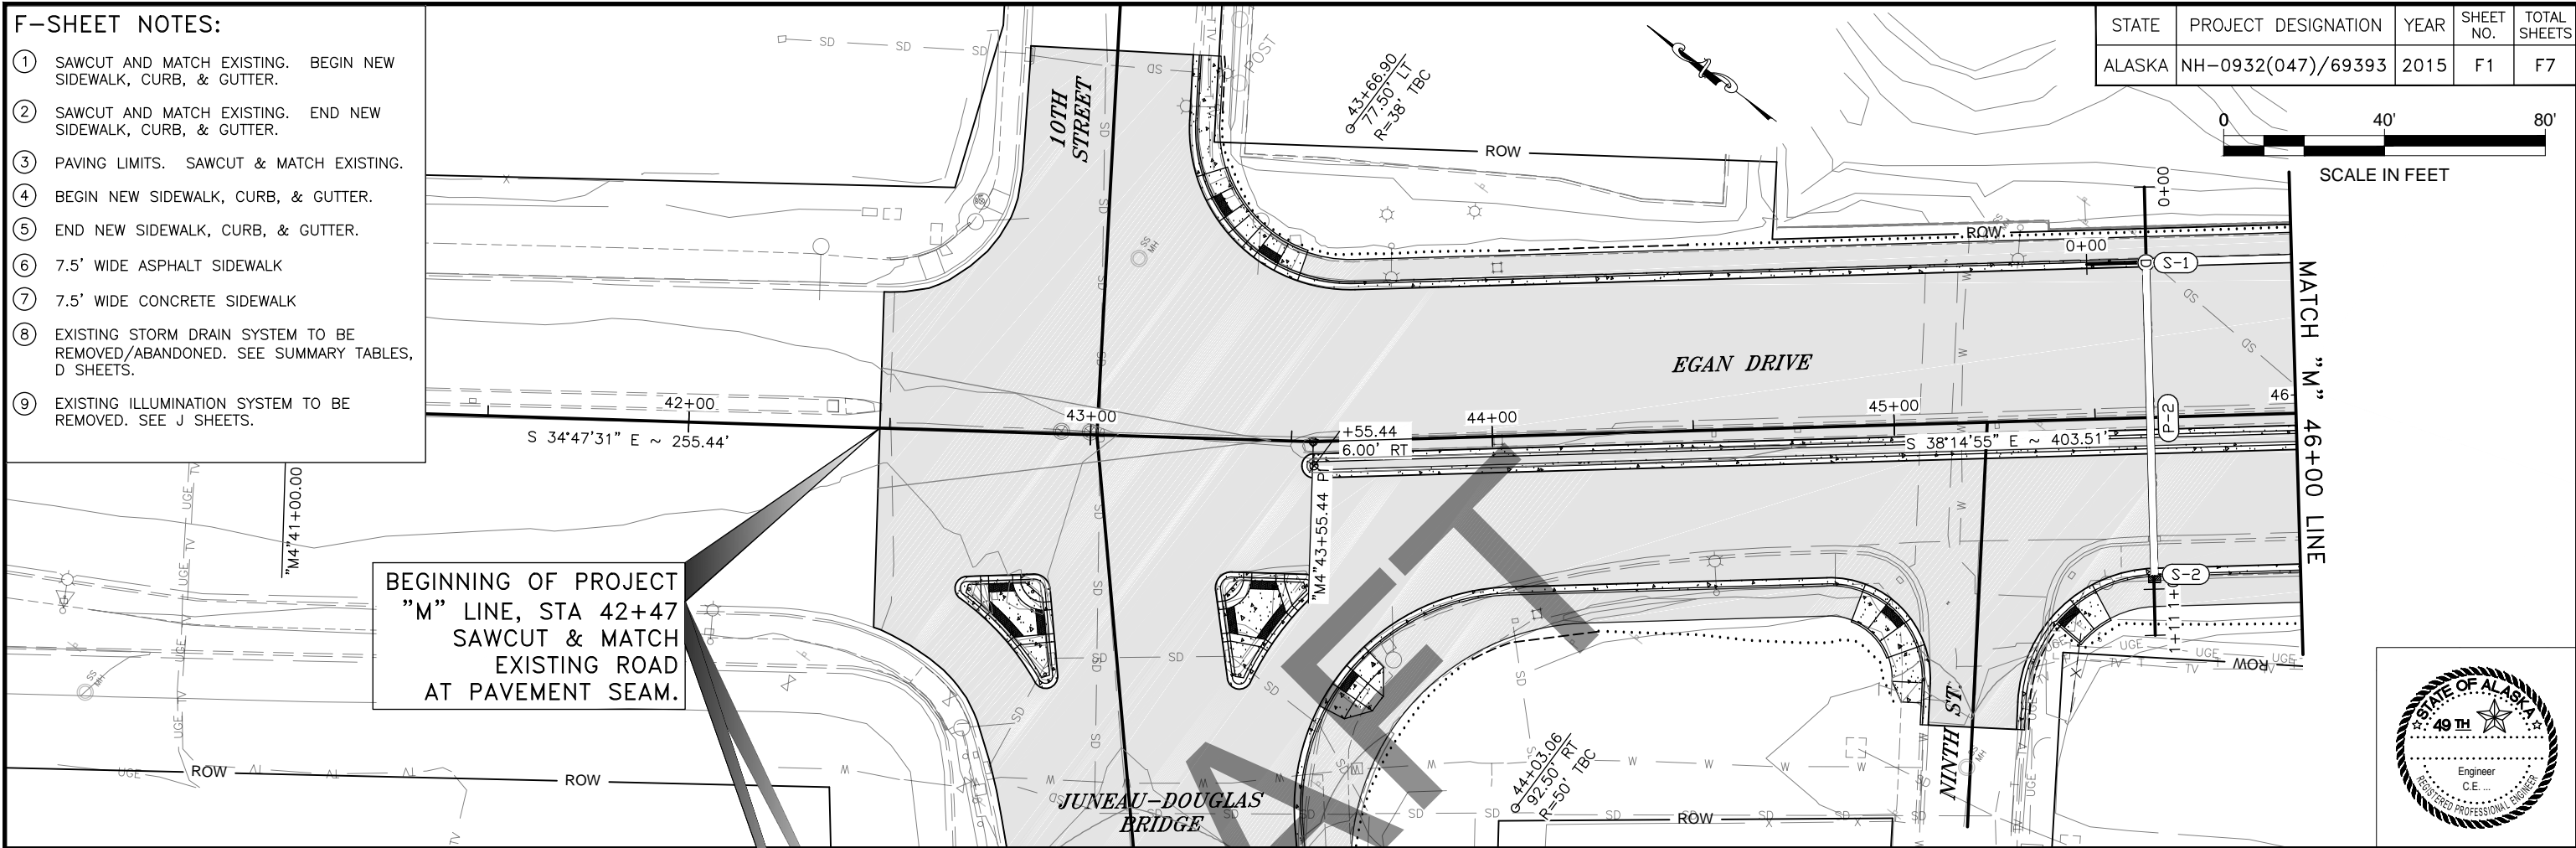 F-SHEET NOTES:
1 SAWCUT AND MATCH EXISTING. BEGIN NEW
SIDEWALK, CURB, & GUTTER.
2 SAWCUT AND MATCH EXISTING. END NEW
SIDEWALK, CURB, & GUTTER.
3 PAVING LIMITS. SAWCUT & MATCH EXISTING.
4 BEGIN NEW SIDEWALK, CURB, & GUTTER.
5 END NEW SIDEWALK, CURB, & GUTTER.
6 7.5' WIDE ASPHALT SIDEWALK
7 7.5' WIDE CONCRETE SIDEWALK
8 EXISTING STORM DRAIN SYSTEM TO BE
REMOVED/ABANDONED. SEE SUMMARY TABLES,
D SHEETS.
9 EXISTING ILLUMINATION SYSTEM TO BE
REMOVED. SEE J SHEETS.
STATE PROJECT DESIGNATION YEAR SHEET NO. TOTAL SHEETS
ALASKA NH-0932(047)/69393 2015 F1 F7
0 40' 80'
SCALE IN FEET
10TH
STREET
POST
43+66.90
77.50' LT
R=38' TBC
ROW
ROW
0+00
0+00
S-1
MATCH "M" 46+00 LINE
EGAN DRIVE
42+00
43+00
44+00
45+00
46
S 34°47'31" E ~ 255.44'
+55.44
6.00' RT
S 38°14'55" E ~ 403.51'
P-2
S-2
"M4"41+00.00
"M4"43+55.44 P
BEGINNING OF PROJECT
"M" LINE, STA 42+47
SAWCUT & MATCH
EXISTING ROAD
AT PAVEMENT SEAM.
ROW
ROW
ROW
ROW
JUNEAU-DOUGLAS
BRIDGE
44+03.06
92.50' RT
R=50' TBC
NINTH ST
AFT
STATE OF ALASKA
49 TH
Engineer
C.E. ...
REGISTERED PROFESSIONAL ENGINEER